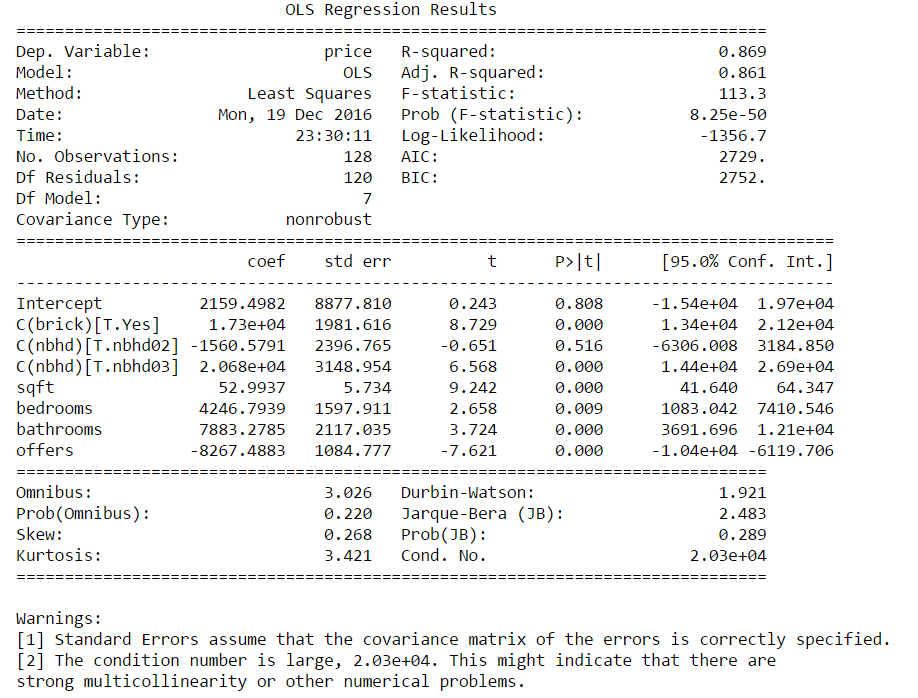 OLS Regression Results
==============================================================================
Dep. Variable:                  price   R-squared:                       0.869
Model:                            OLS   Adj. R-squared:                  0.861
Method:                 Least Squares   F-statistic:                     113.3
Date:                Mon, 19 Dec 2016   Prob (F-statistic):           8.25e-50
Time:                        23:30:11   Log-Likelihood:                -1356.7
No. Observations:                 128   AIC:                             2729.
Df Residuals:                     120   BIC:                             2752.
Df Model:                           7
Covariance Type:            nonrobust
=====================================================================================
                        coef    std err          t      P>|t|      [95.0% Conf. Int.]
-------------------------------------------------------------------------------------
Intercept          2159.4982   8877.810      0.243      0.808     -1.54e+04  1.97e+04
C(brick)[T.Yes]     1.73e+04   1981.616      8.729      0.000      1.34e+04  2.12e+04
C(nbhd)[T.nbhd02] -1560.5791   2396.765     -0.651      0.516     -6306.008  3184.850
C(nbhd)[T.nbhd03]  2.068e+04   3148.954      6.568      0.000      1.44e+04  2.69e+04
sqft                 52.9937      5.734      9.242      0.000        41.640    64.347
bedrooms           4246.7939   1597.911      2.658      0.009      1083.042  7410.546
bathrooms          7883.2785   2117.035      3.724      0.000      3691.696  1.21e+04
offers            -8267.4883   1084.777     -7.621      0.000     -1.04e+04 -6119.706
==============================================================================
Omnibus:                        3.026   Durbin-Watson:                   1.921
Prob(Omnibus):                  0.220   Jarque-Bera (JB):                2.483
Skew:                           0.268   Prob(JB):                        0.289
Kurtosis:                       3.421   Cond. No.                     2.03e+04
==============================================================================
Warnings:
[1] Standard Errors assume that the covariance matrix of the errors is correctly specified.
[2] The condition number is large, 2.03e+04. This might indicate that there are
strong multicollinearity or other numerical problems.